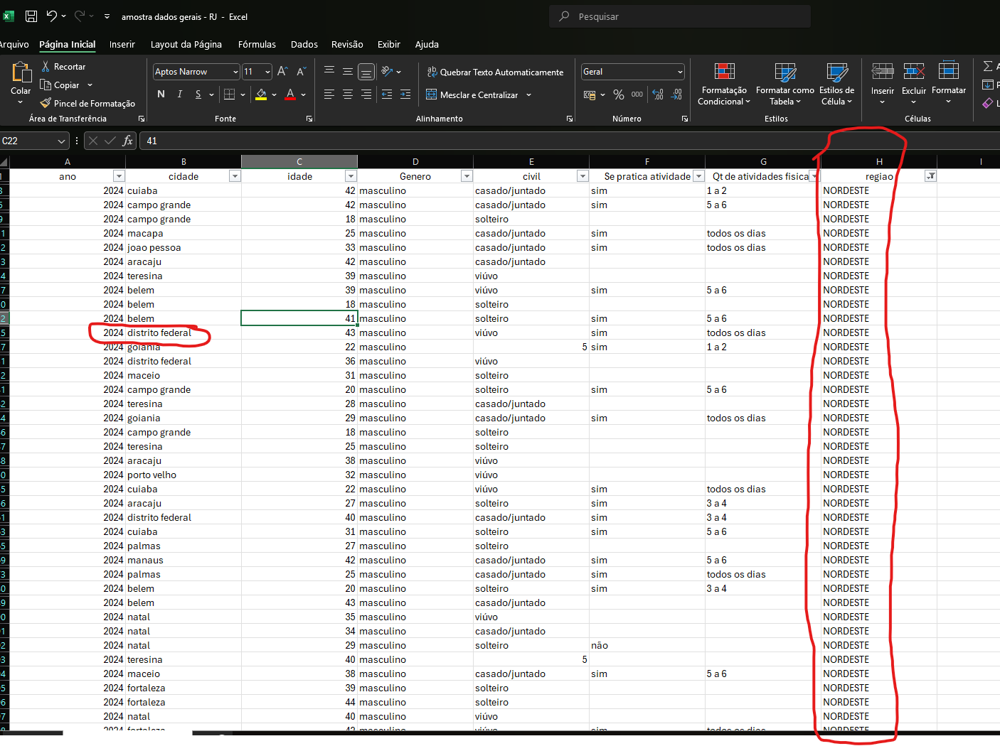 amostra dados gerais - RJ - Excel
Pesquisar
Arquivo Página Inicial Inserir Layout da Página Fórmulas Dados Revisão Exibir Ajuda
Recortar
Copiar
Pincel de Formatação
Colar
Área de Transferência
Aptos Narrow 11
N I S
Fonte
Quebrar Texto Automaticamente
Mesclar e Centralizar
Alinhamento
Geral
% 000
Número
Formatação Condicional
Formatar como Tabela
Estilos de Célula
Estilos
Inserir Excluir Formatar
Células
C22 fx 41
A B C D E F G H I
ano cidade idade Genero civil Se pratica atividade Qt de atividades fisica regiao
2024 cuiaba 42 masculino casado/juntado sim 1 a 2 NORDESTE
2024 campo grande 42 masculino casado/juntado sim 5 a 6 NORDESTE
2024 campo grande 18 masculino solteiro NORDESTE
2024 macapa 25 masculino casado/juntado sim todos os dias NORDESTE
2024 joao pessoa 33 masculino casado/juntado sim todos os dias NORDESTE
2024 aracaju 42 masculino casado/juntado NORDESTE
2024 teresina 39 masculino viúvo NORDESTE
2024 belem 39 masculino viúvo sim 5 a 6 NORDESTE
2024 belem 18 masculino solteiro NORDESTE
2024 belem 41 masculino solteiro sim 5 a 6 NORDESTE
2024 distrito federal 43 masculino viúvo sim todos os dias NORDESTE
2024 goiania 22 masculino 5 sim 1 a 2 NORDESTE
2024 distrito federal 36 masculino viúvo NORDESTE
2024 maceio 31 masculino solteiro NORDESTE
2024 campo grande 20 masculino solteiro sim 5 a 6 NORDESTE
2024 teresina 28 masculino casado/juntado NORDESTE
2024 goiania 29 masculino casado/juntado sim todos os dias NORDESTE
2024 campo grande 18 masculino solteiro NORDESTE
2024 teresina 25 masculino solteiro NORDESTE
2024 aracaju 38 masculino viúvo NORDESTE
2024 porto velho 32 masculino viúvo NORDESTE
2024 cuiaba 22 masculino viúvo sim todos os dias NORDESTE
2024 aracaju 27 masculino solteiro sim 3 a 4 NORDESTE
2024 distrito federal 40 masculino casado/juntado sim 3 a 4 NORDESTE
2024 cuiaba 31 masculino solteiro sim 5 a 6 NORDESTE
2024 palmas 27 masculino solteiro NORDESTE
2024 manaus 42 masculino casado/juntado sim 5 a 6 NORDESTE
2024 palmas 25 masculino casado/juntado sim todos os dias NORDESTE
2024 belem 20 masculino solteiro sim 3 a 4 NORDESTE
2024 belem 43 masculino casado/juntado NORDESTE
2024 natal 35 masculino viúvo NORDESTE
2024 natal 34 masculino casado/juntado NORDESTE
2024 natal 29 masculino solteiro não NORDESTE
2024 teresina 40 masculino 5 NORDESTE
2024 maceio 38 masculino casado/juntado sim 5 a 6 NORDESTE
2024 fortaleza 39 masculino solteiro NORDESTE
2024 fortaleza 44 masculino solteiro NORDESTE
2024 natal 40 masculino viúvo NORDESTE
2024 fortaleza 42 masculino viúvo sim todos os dias NORDESTE